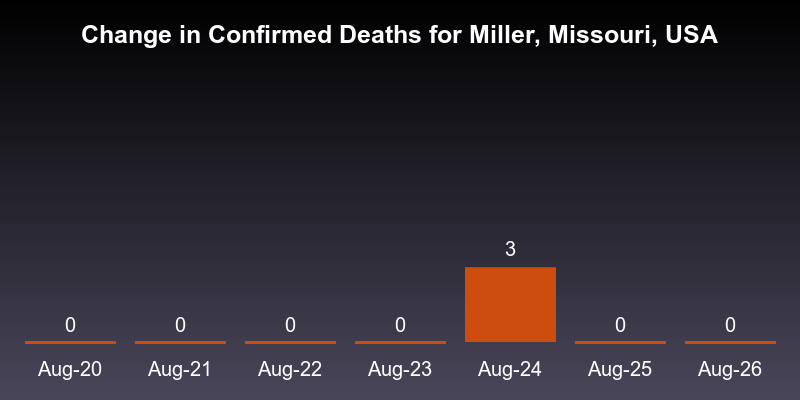 Change in Confirmed Deaths for Miller, Missouri, USA
3
0 0 0 0 0 0
Aug-20 Aug-21 Aug-22 Aug-23 Aug-24 Aug-25 Aug-26